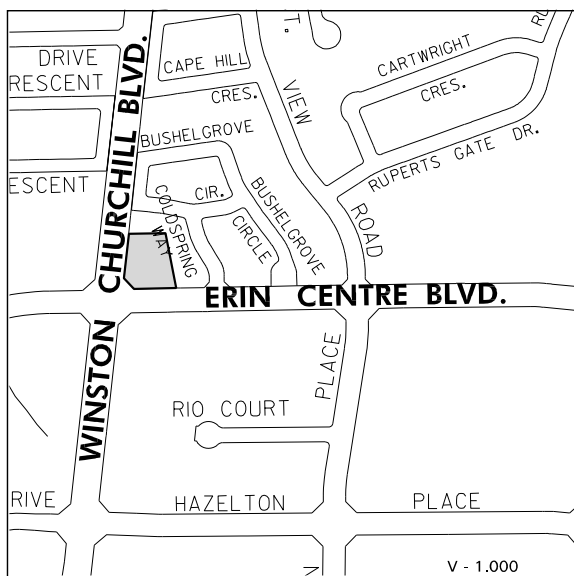 T.
RU
DRIVE
RESCENT
CHURCHILL BLVD.
CAPE HILL
CRES.
VIEW
CARTWRIGHT
CRES.
RUPERTS GATE DR.
BUSHELGROVE
CIR.
ESCENT
COLDSPRING
WAY
CIRCLE
BUSHELGROVE
ROAD
ERIN CENTRE BLVD.
WINSTON
PLACE
RIO COURT
RIVE
HAZELTON
PLACE
N
V - 1.000